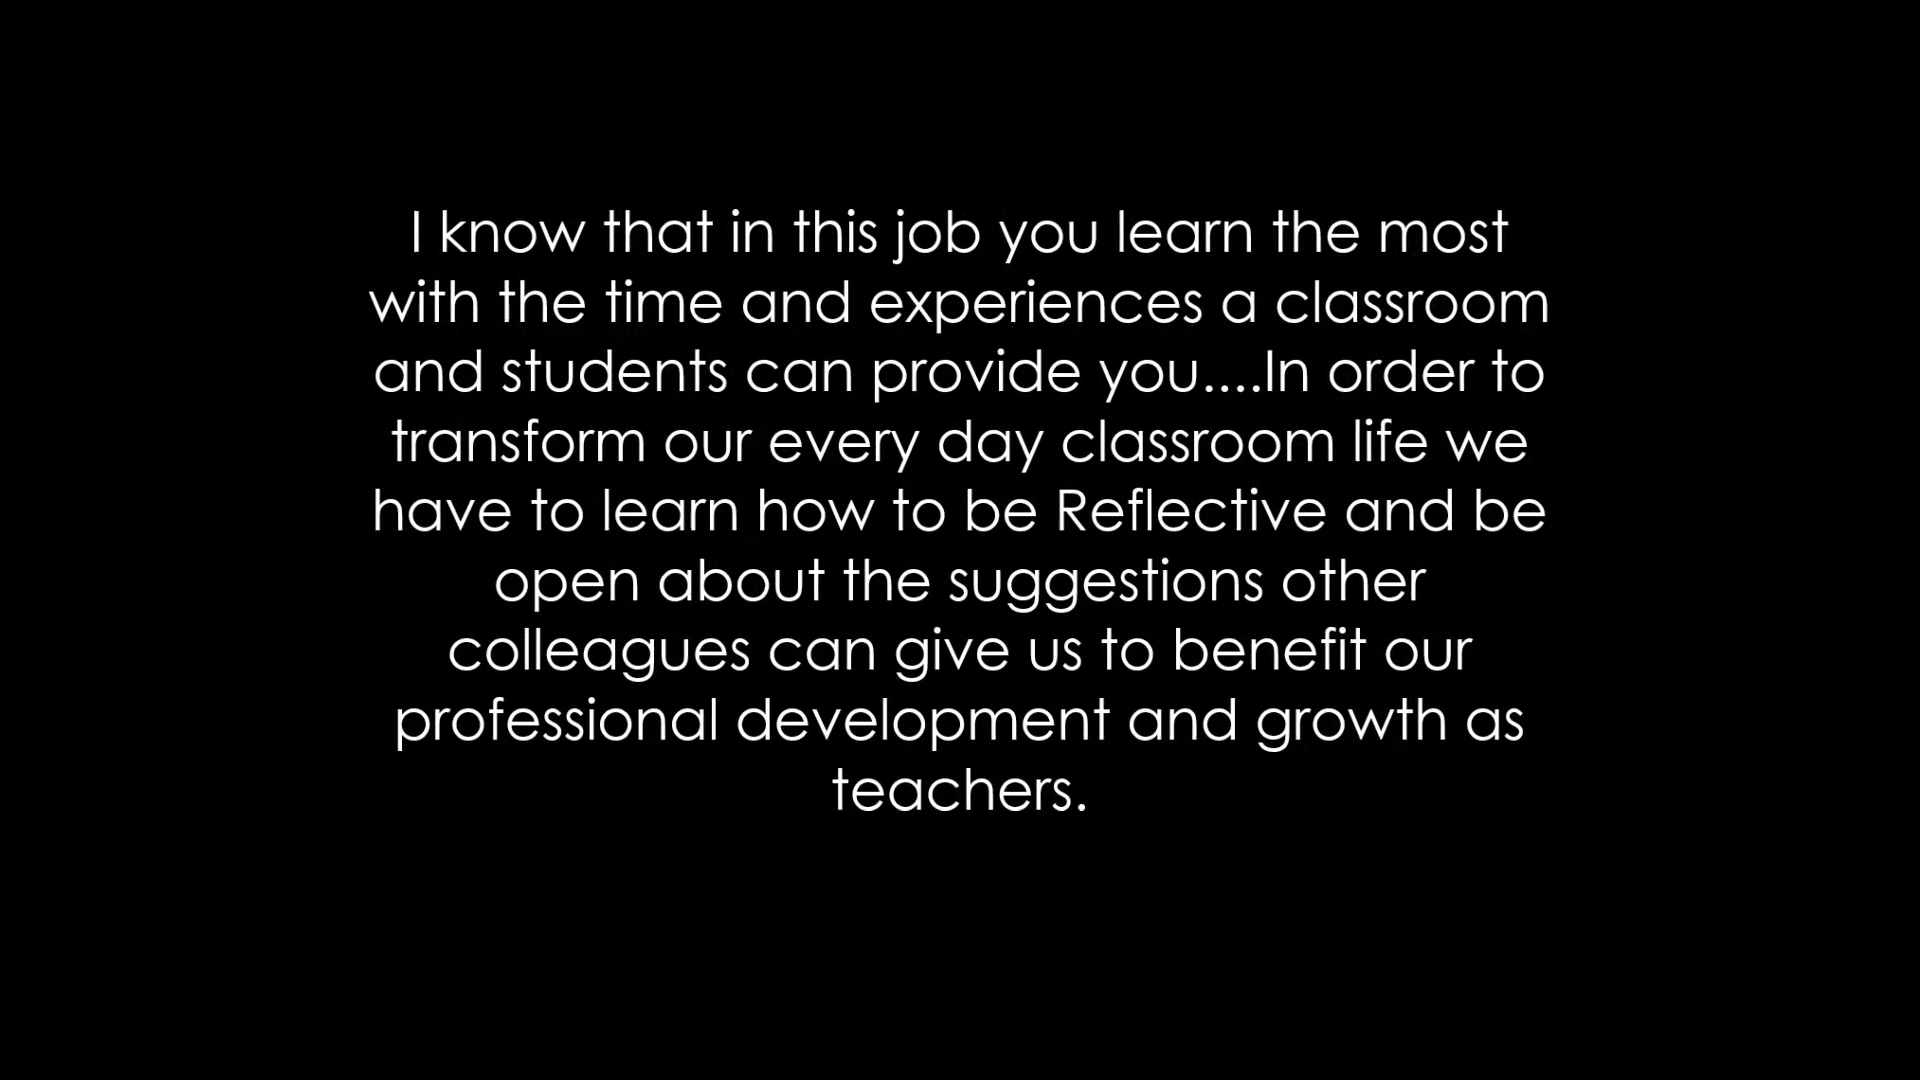 I know that in this job you learn the most
with the time and experiences a classroom
and students can provide you....In order to
transform our every day classroom life we
have to learn how to be Reflective and be
open about the suggestions other
colleagues can give us to benefit our
professional development and growth as
teachers.